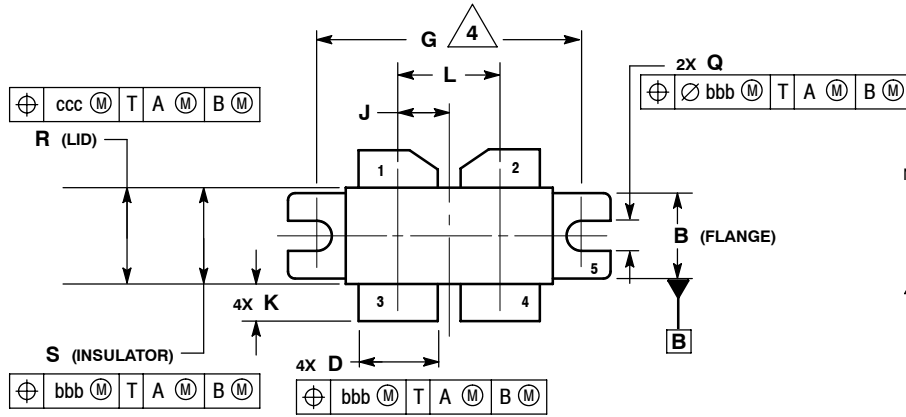 G 4
L
2X Q
⌖ ∅ bbb Ⓜ T A Ⓜ B Ⓜ
⌖ ccc Ⓜ T A Ⓜ B Ⓜ
J
R (LID)
1 2
B (FLANGE)
5
4X K
3 4
S (INSULATOR)
B
4X D
⌖ bbb Ⓜ T A Ⓜ B Ⓜ
⌖ bbb Ⓜ T A Ⓜ B Ⓜ